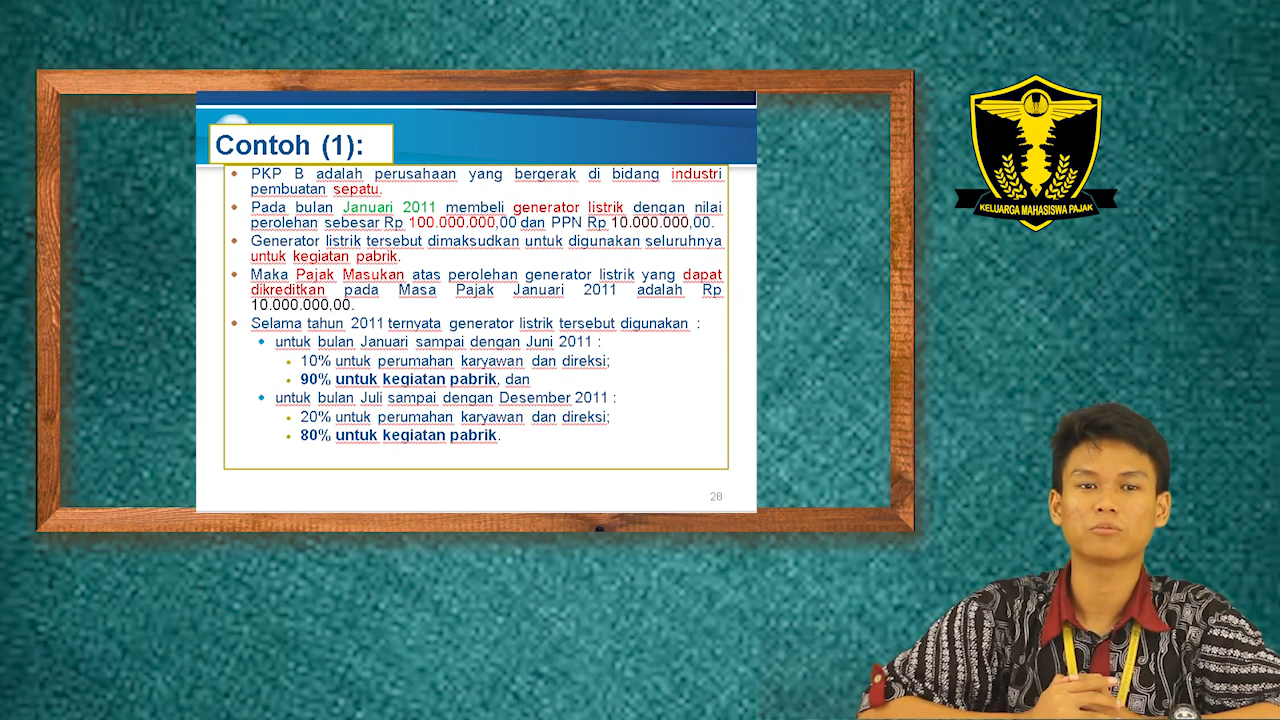 Contoh (1):
PKP B adalah perusahaan yang bergerak di bidang industri
pembuatan sepatu.
Pada bulan Januari 2011 membeli generator listrik dengan nilai
perolehan sebesar Rp 100.000.000,00 dan PPN Rp 10.000.000,00.
Generator listrik tersebut dimaksudkan untuk digunakan seluruhnya
untuk kegiatan pabrik.
Maka Pajak Masukan atas perolehan generator listrik yang dapat
dikreditkan pada Masa Pajak Januari 2011 adalah Rp
10.000.000,00.
Selama tahun 2011 ternyata generator listrik tersebut digunakan :
untuk bulan Januari sampai dengan Juni 2011 :
10% untuk perumahan karyawan dan direksi;
90% untuk kegiatan pabrik, dan
untuk bulan Juli sampai dengan Desember 2011 :
20% untuk perumahan karyawan dan direksi;
80% untuk kegiatan pabrik.
28
KELUARGA MAHASISWA PAJAK